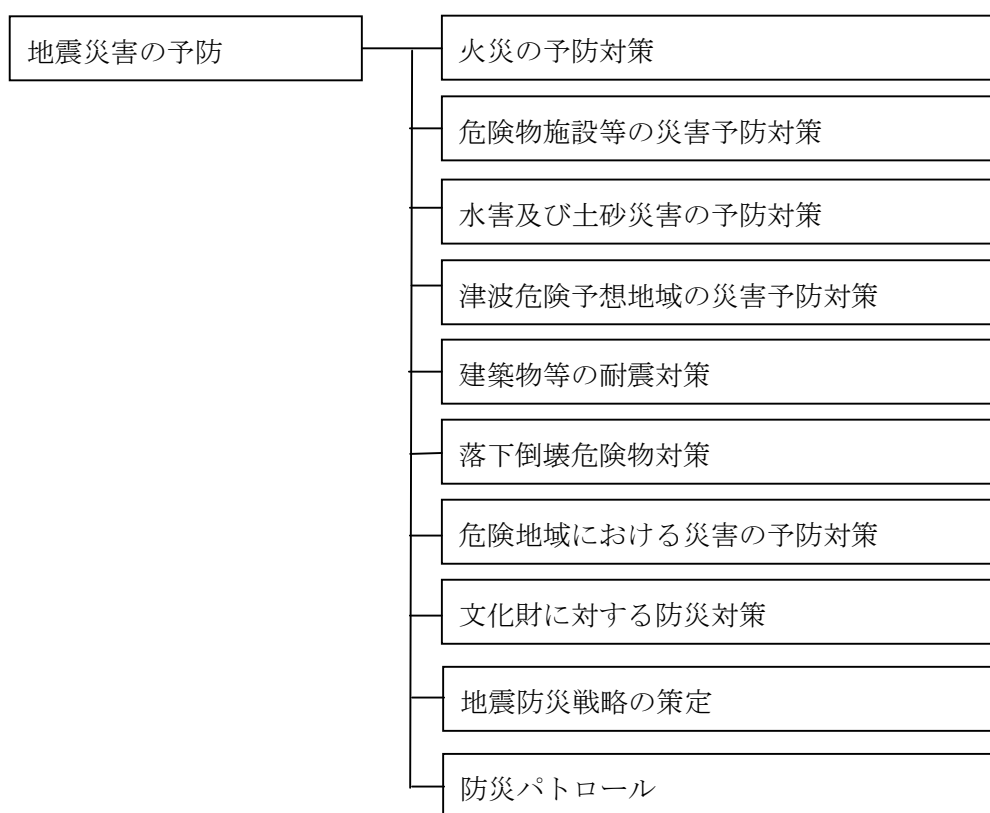 地震災害の予防
火災の予防対策
危険物施設等の災害予防対策
水害及び土砂災害の予防対策
津波危険予想地域の災害予防対策
建築物等の耐震対策
落下倒壊危険物対策
危険地域における災害の予防対策
文化財に対する防災対策
地震防災戦略の策定
防災パトロール